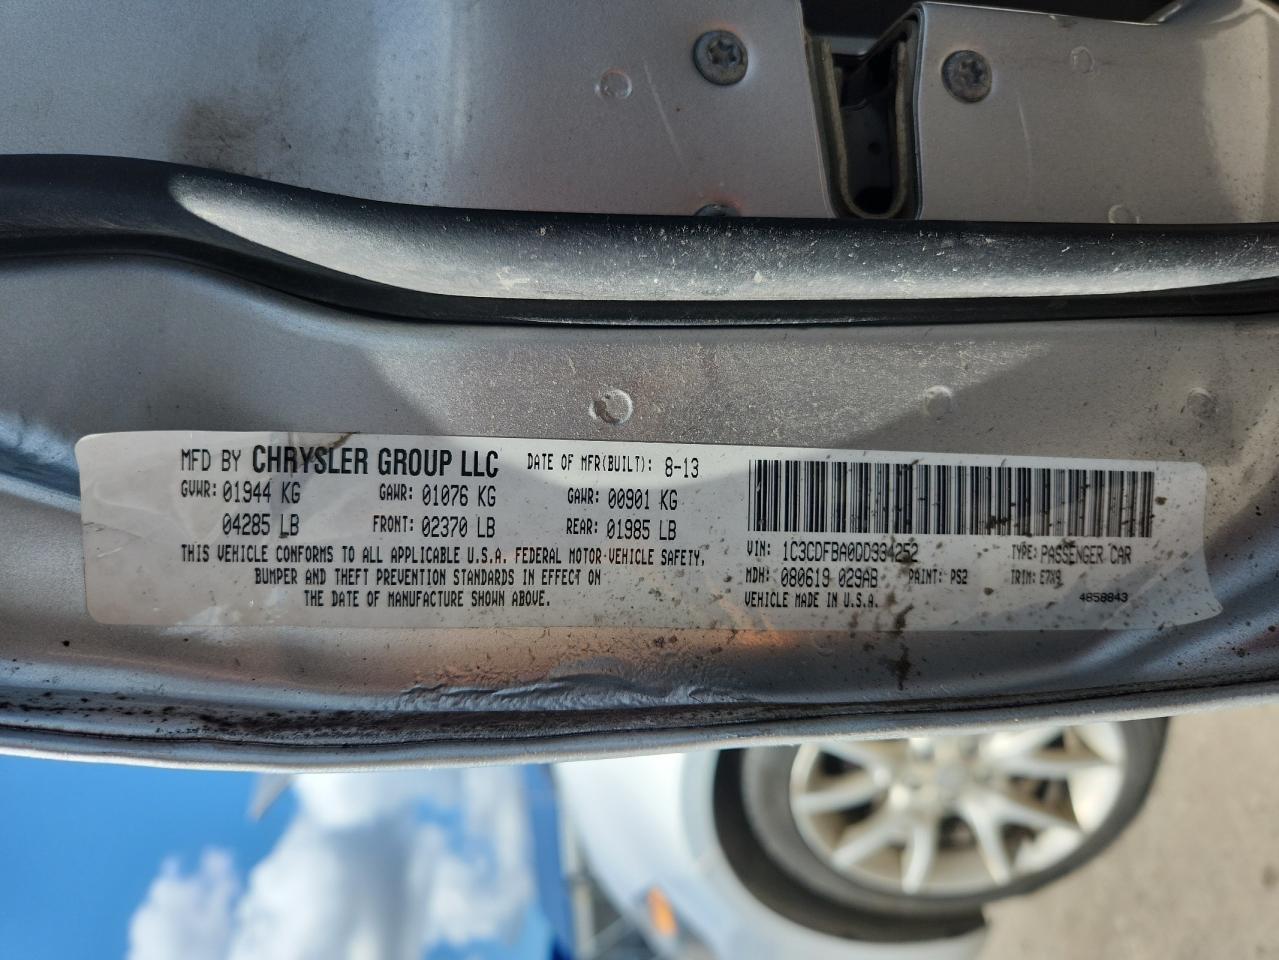 MFD BY CHRYSLER GROUP LLC DATE OF MFR(BUILT): 8-13
GVWR: 01944 KG GAWR: 01076 KG GAWR: 00901 KG
04285 LB FRONT: 02370 LB REAR: 01985 LB
THIS VEHICLE CONFORMS TO ALL APPLICABLE U.S.A. FEDERAL MOTOR-VEHICLE SAFETY,
BUMPER AND THEFT PREVENTION STANDARDS IN EFFECT ON
THE DATE OF MANUFACTURE SHOWN ABOVE.
VIN: 1C3CDFBA0DD334252 TYPE: PASSENGER CAR
MDH: 080619 029AB PAINT: PS2 TRIM: E7X9
VEHICLE MADE IN U.S.A. 4858843